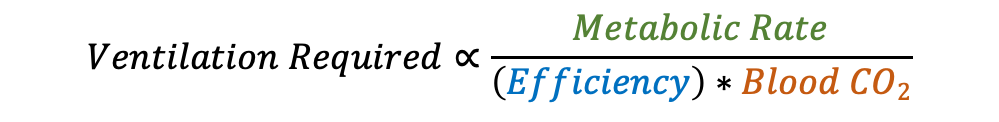 Ventilation Required ∝ Metabolic Rate
(Efficiency) * Blood CO₂